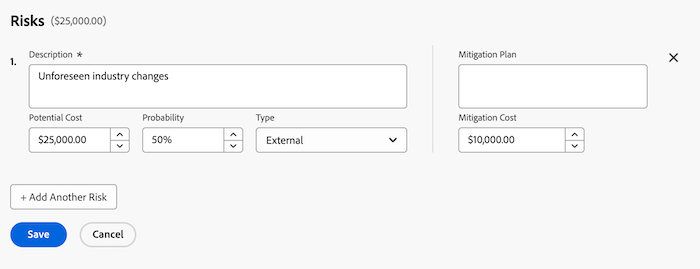 Risks ($25,000.00)
1.
Description *
Mitigation Plan
Unforeseen industry changes
Potential Cost
Probability
Type
Mitigation Cost
$25,000.00
50%
External
$10,000.00
+ Add Another Risk
Save
Cancel